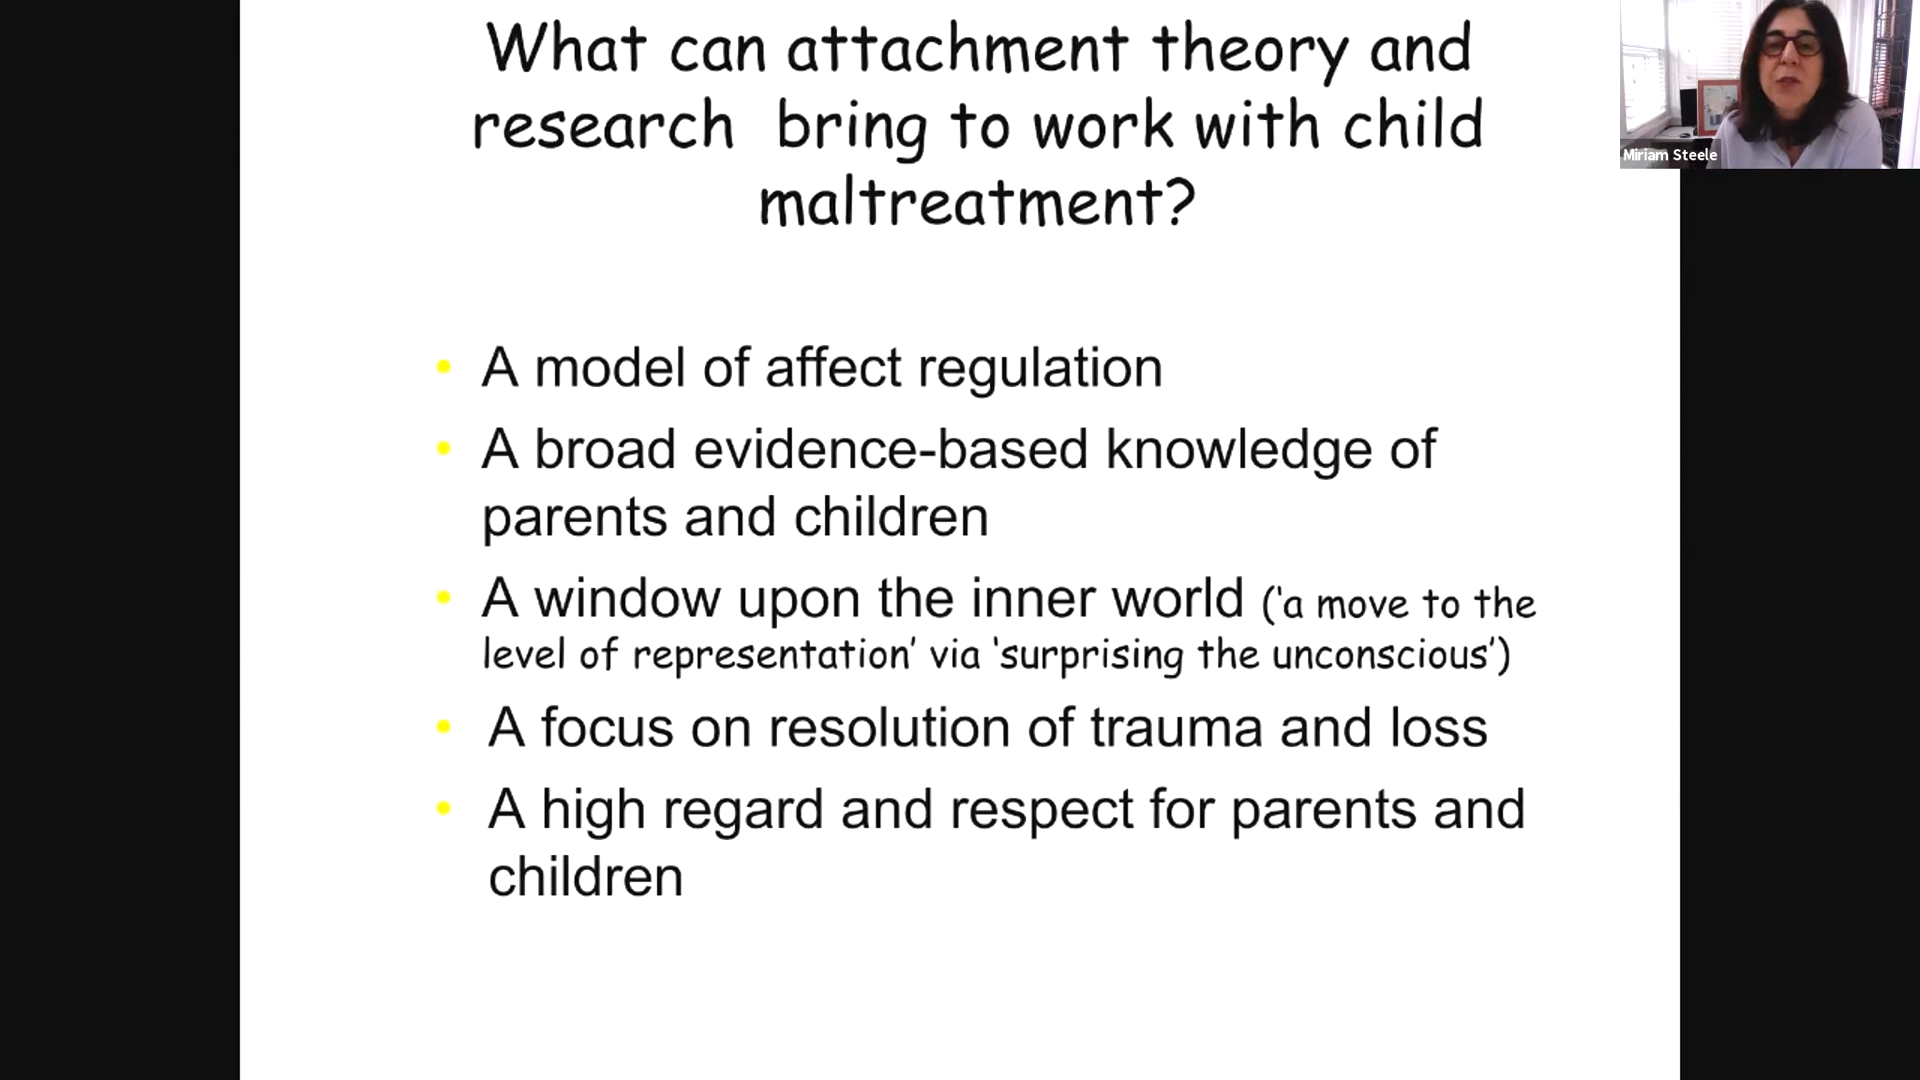 What can attachment theory and
research  bring to work with child
maltreatment?
Miriam Steele
• A model of affect regulation
• A broad evidence-based knowledge of
parents and children
• A window upon the inner world (‘a move to the
level of representation’ via ‘surprising the unconscious’)
• A focus on resolution of trauma and loss
• A high regard and respect for parents and
children